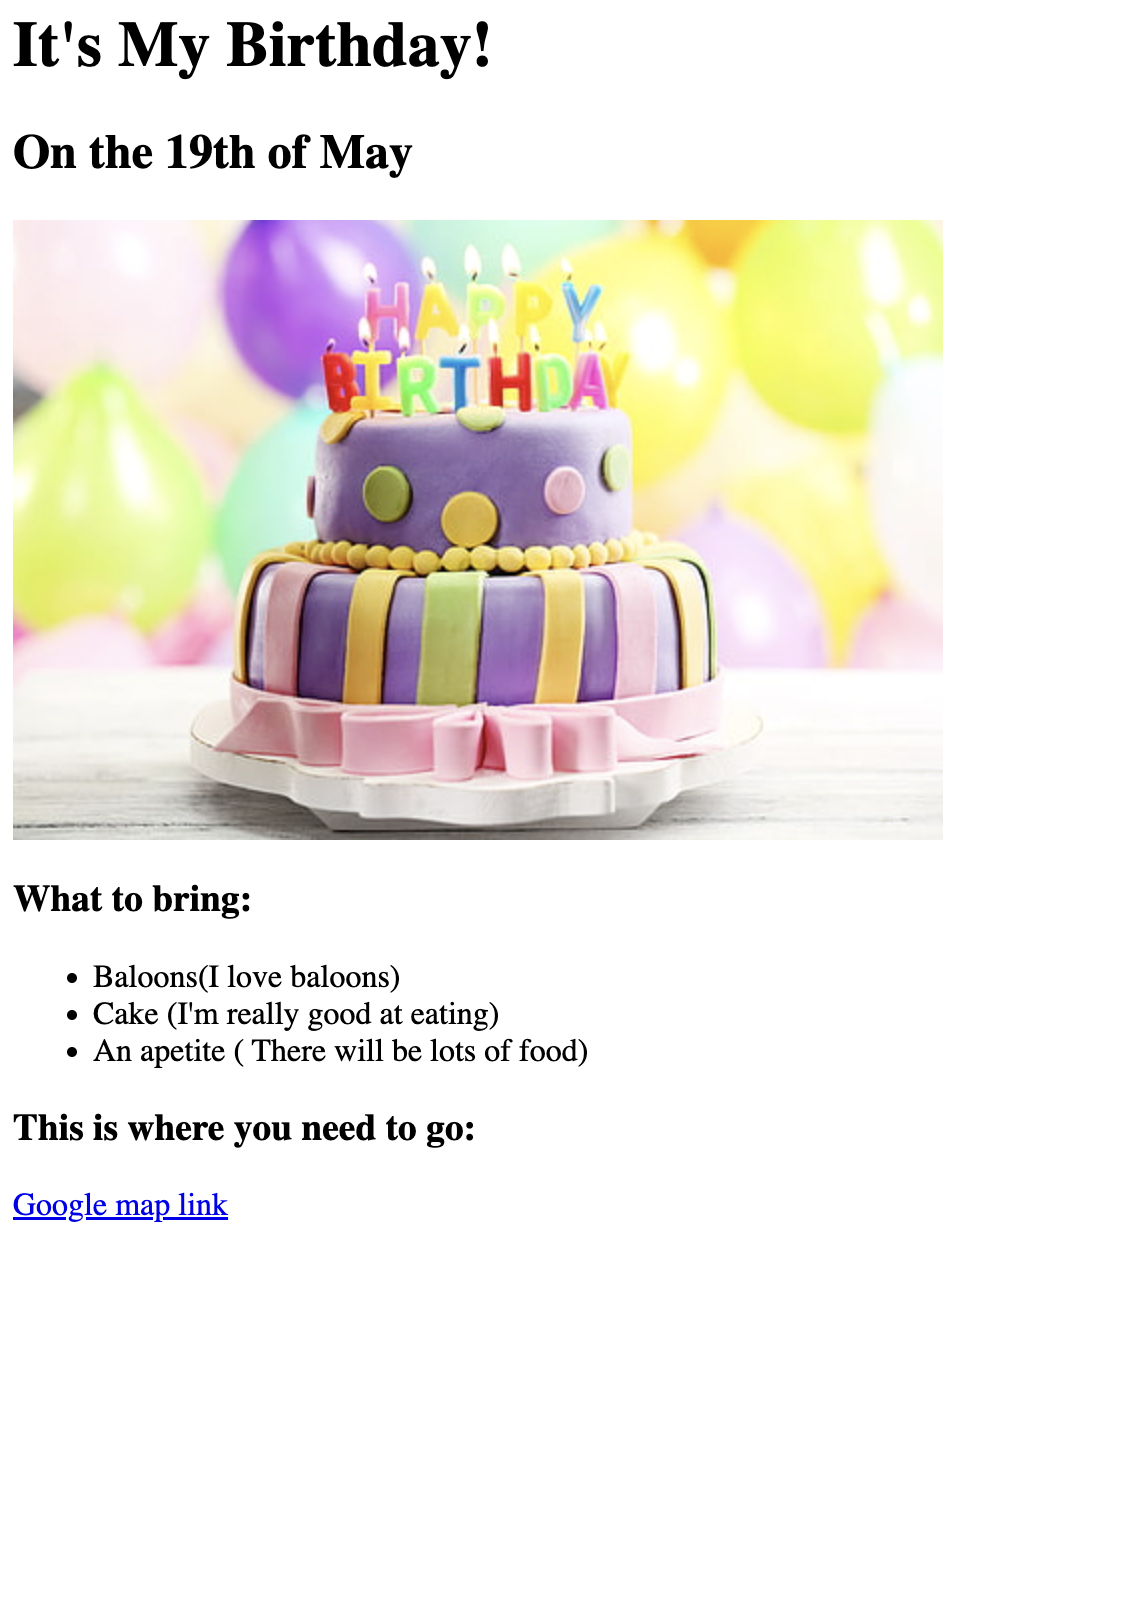 It's My Birthday!
On the 19th of May
HAPPY
BIRTHDAY
What to bring:
Baloons(I love baloons)
Cake (I'm really good at eating)
An apetite ( There will be lots of food)
This is where you need to go:
Google map link